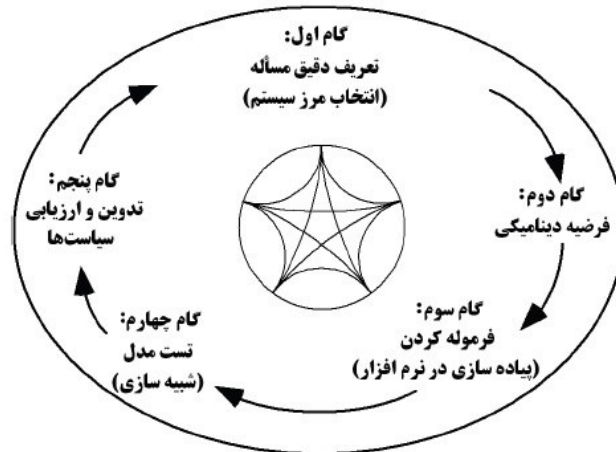 گام اول:
تعریف دقیق مسأله
(انتخاب مرز سیستم)
گام دوم:
فرضیه دینامیکی
گام سوم:
فرموله کردن
(پیاده سازی در نرم افزار)
گام چهارم:
تست مدل
(شبیه سازی)
گام پنجم:
تدوین و ارزیابی
سیاست‌ها